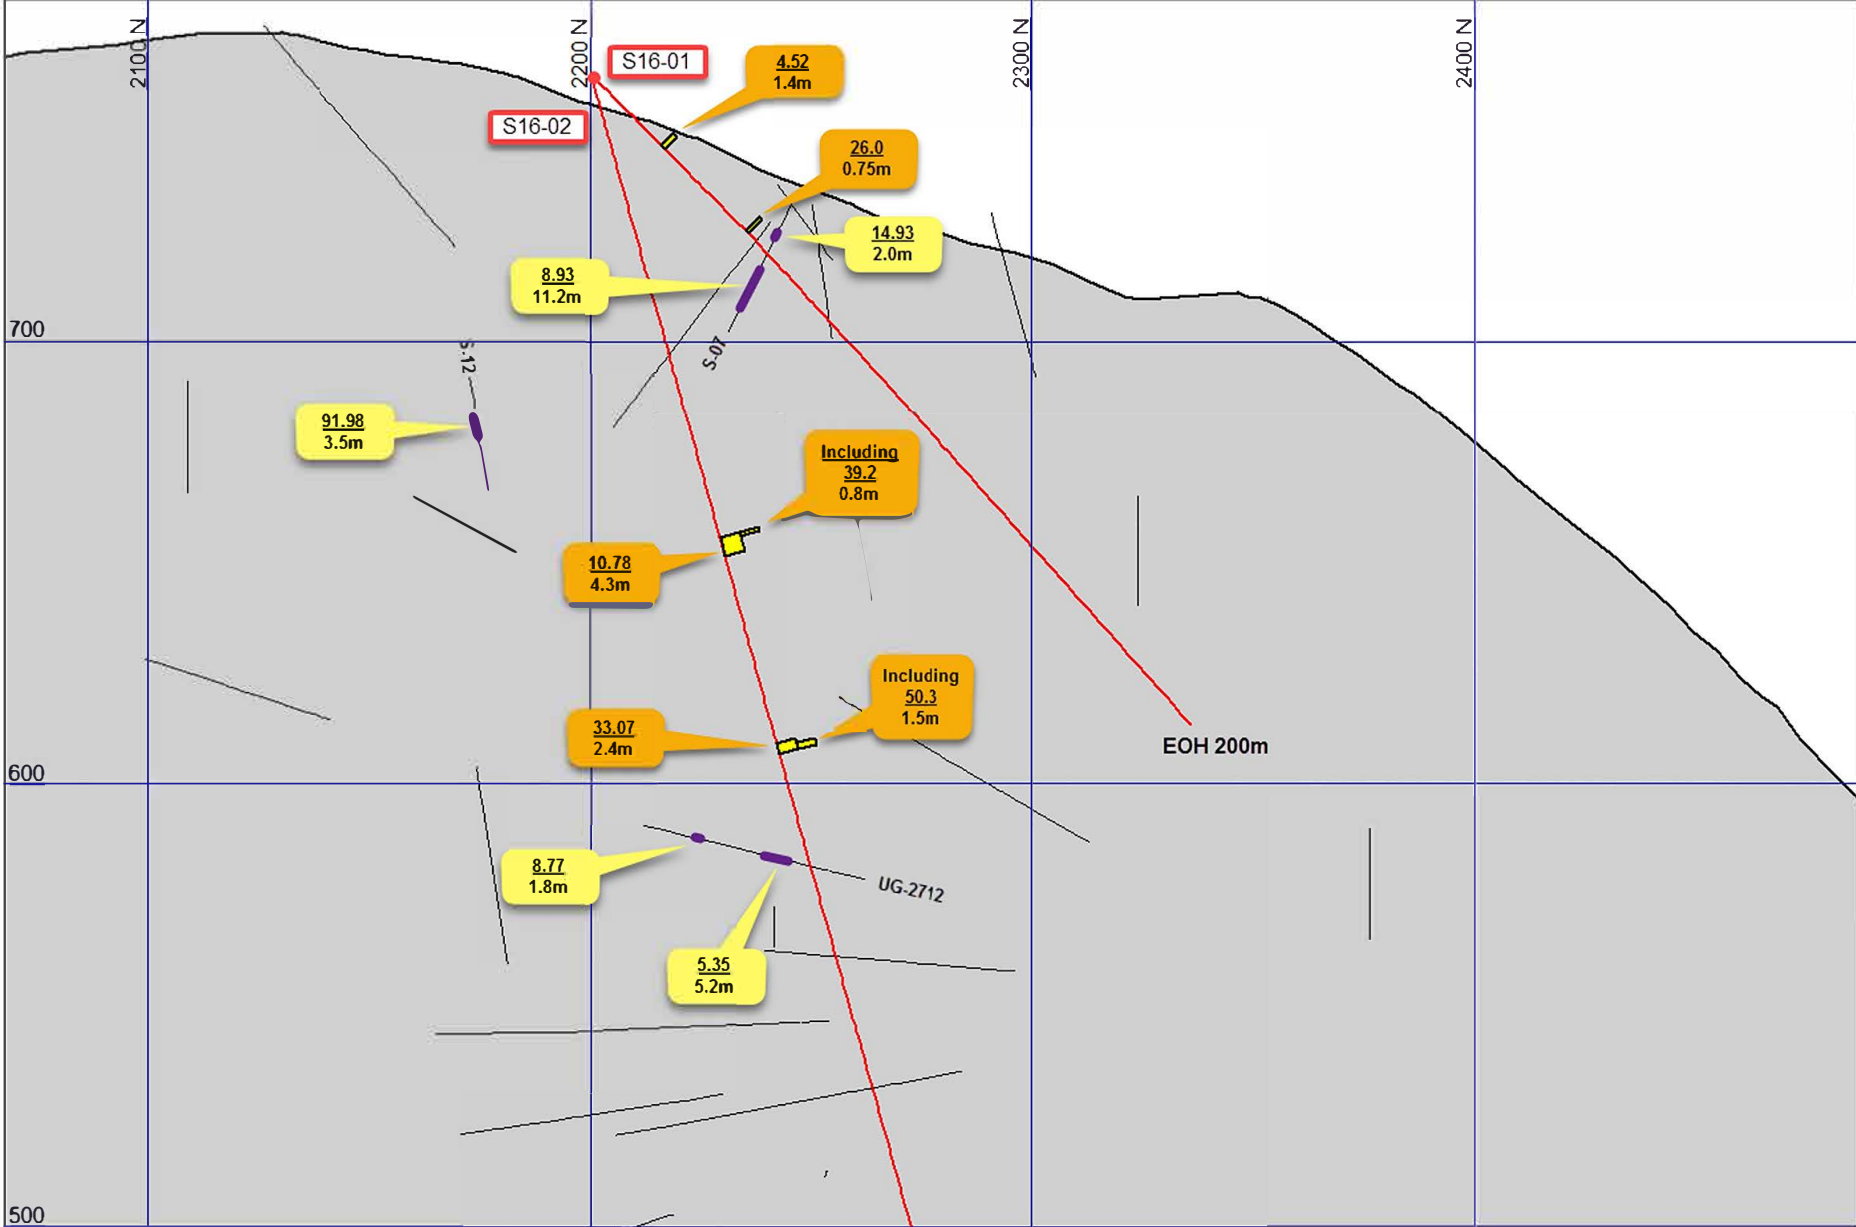 2100 N
2200 N
2300 N
2400 N
S16-01
4.52
1.4m
S16-02
26.0
0.75m
14.93
2.0m
8.93
11.2m
700
S-07
S-12
91.98
3.5m
Including
39.2
0.8m
10.78
4.3m
Including
50.3
1.5m
33.07
2.4m
EOH 200m
600
8.77
1.8m
UG-2712
5.35
5.2m
500